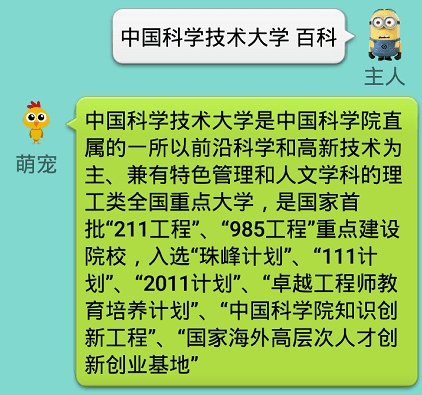 中国科学技术大学 百科
主人
萌宠
中国科学技术大学是中国科学院直
属的一所以前沿科学和高新技术为
主、兼有特色管理和人文学科的理
工类全国重点大学，是国家首
批“211工程”、“985工程”重点建设
院校，入选“珠峰计划”、“111计
划”、“2011计划”、“卓越工程师教
育培养计划”、“中国科学院知识创
新工程”、“国家海外高层次人才创
新创业基地”